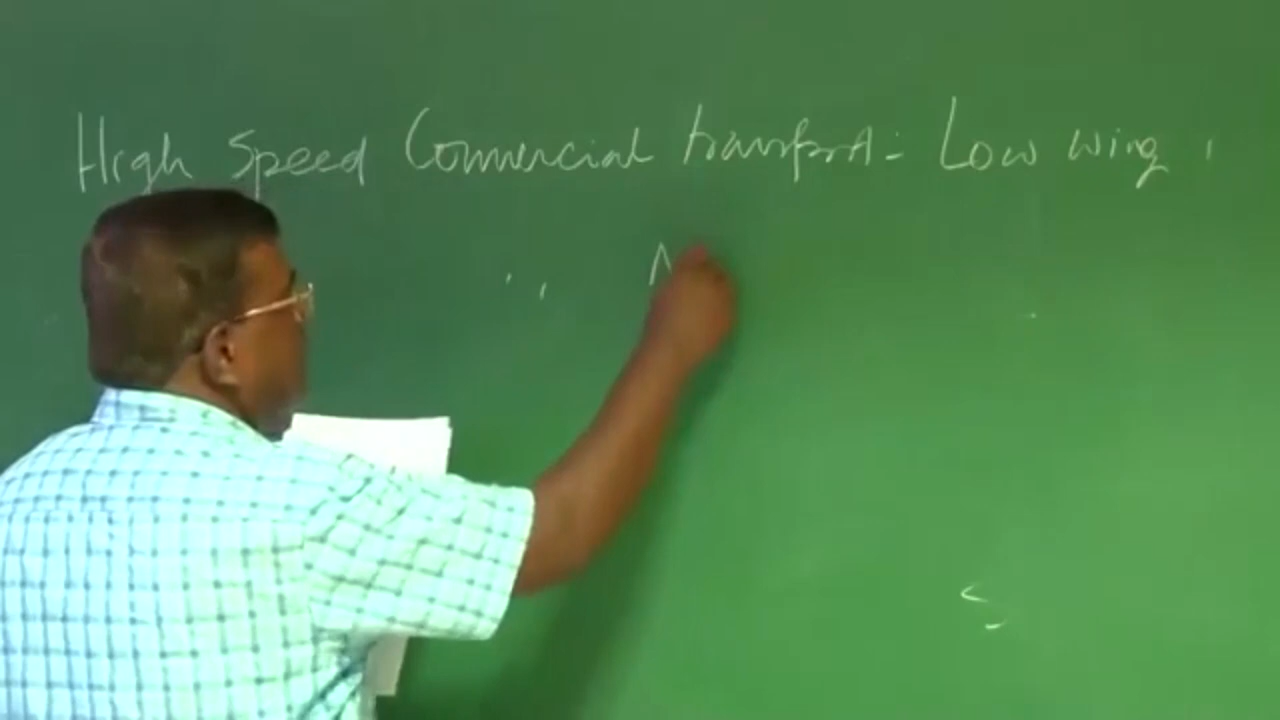 High Speed Commercial transport :- Low wing,
"